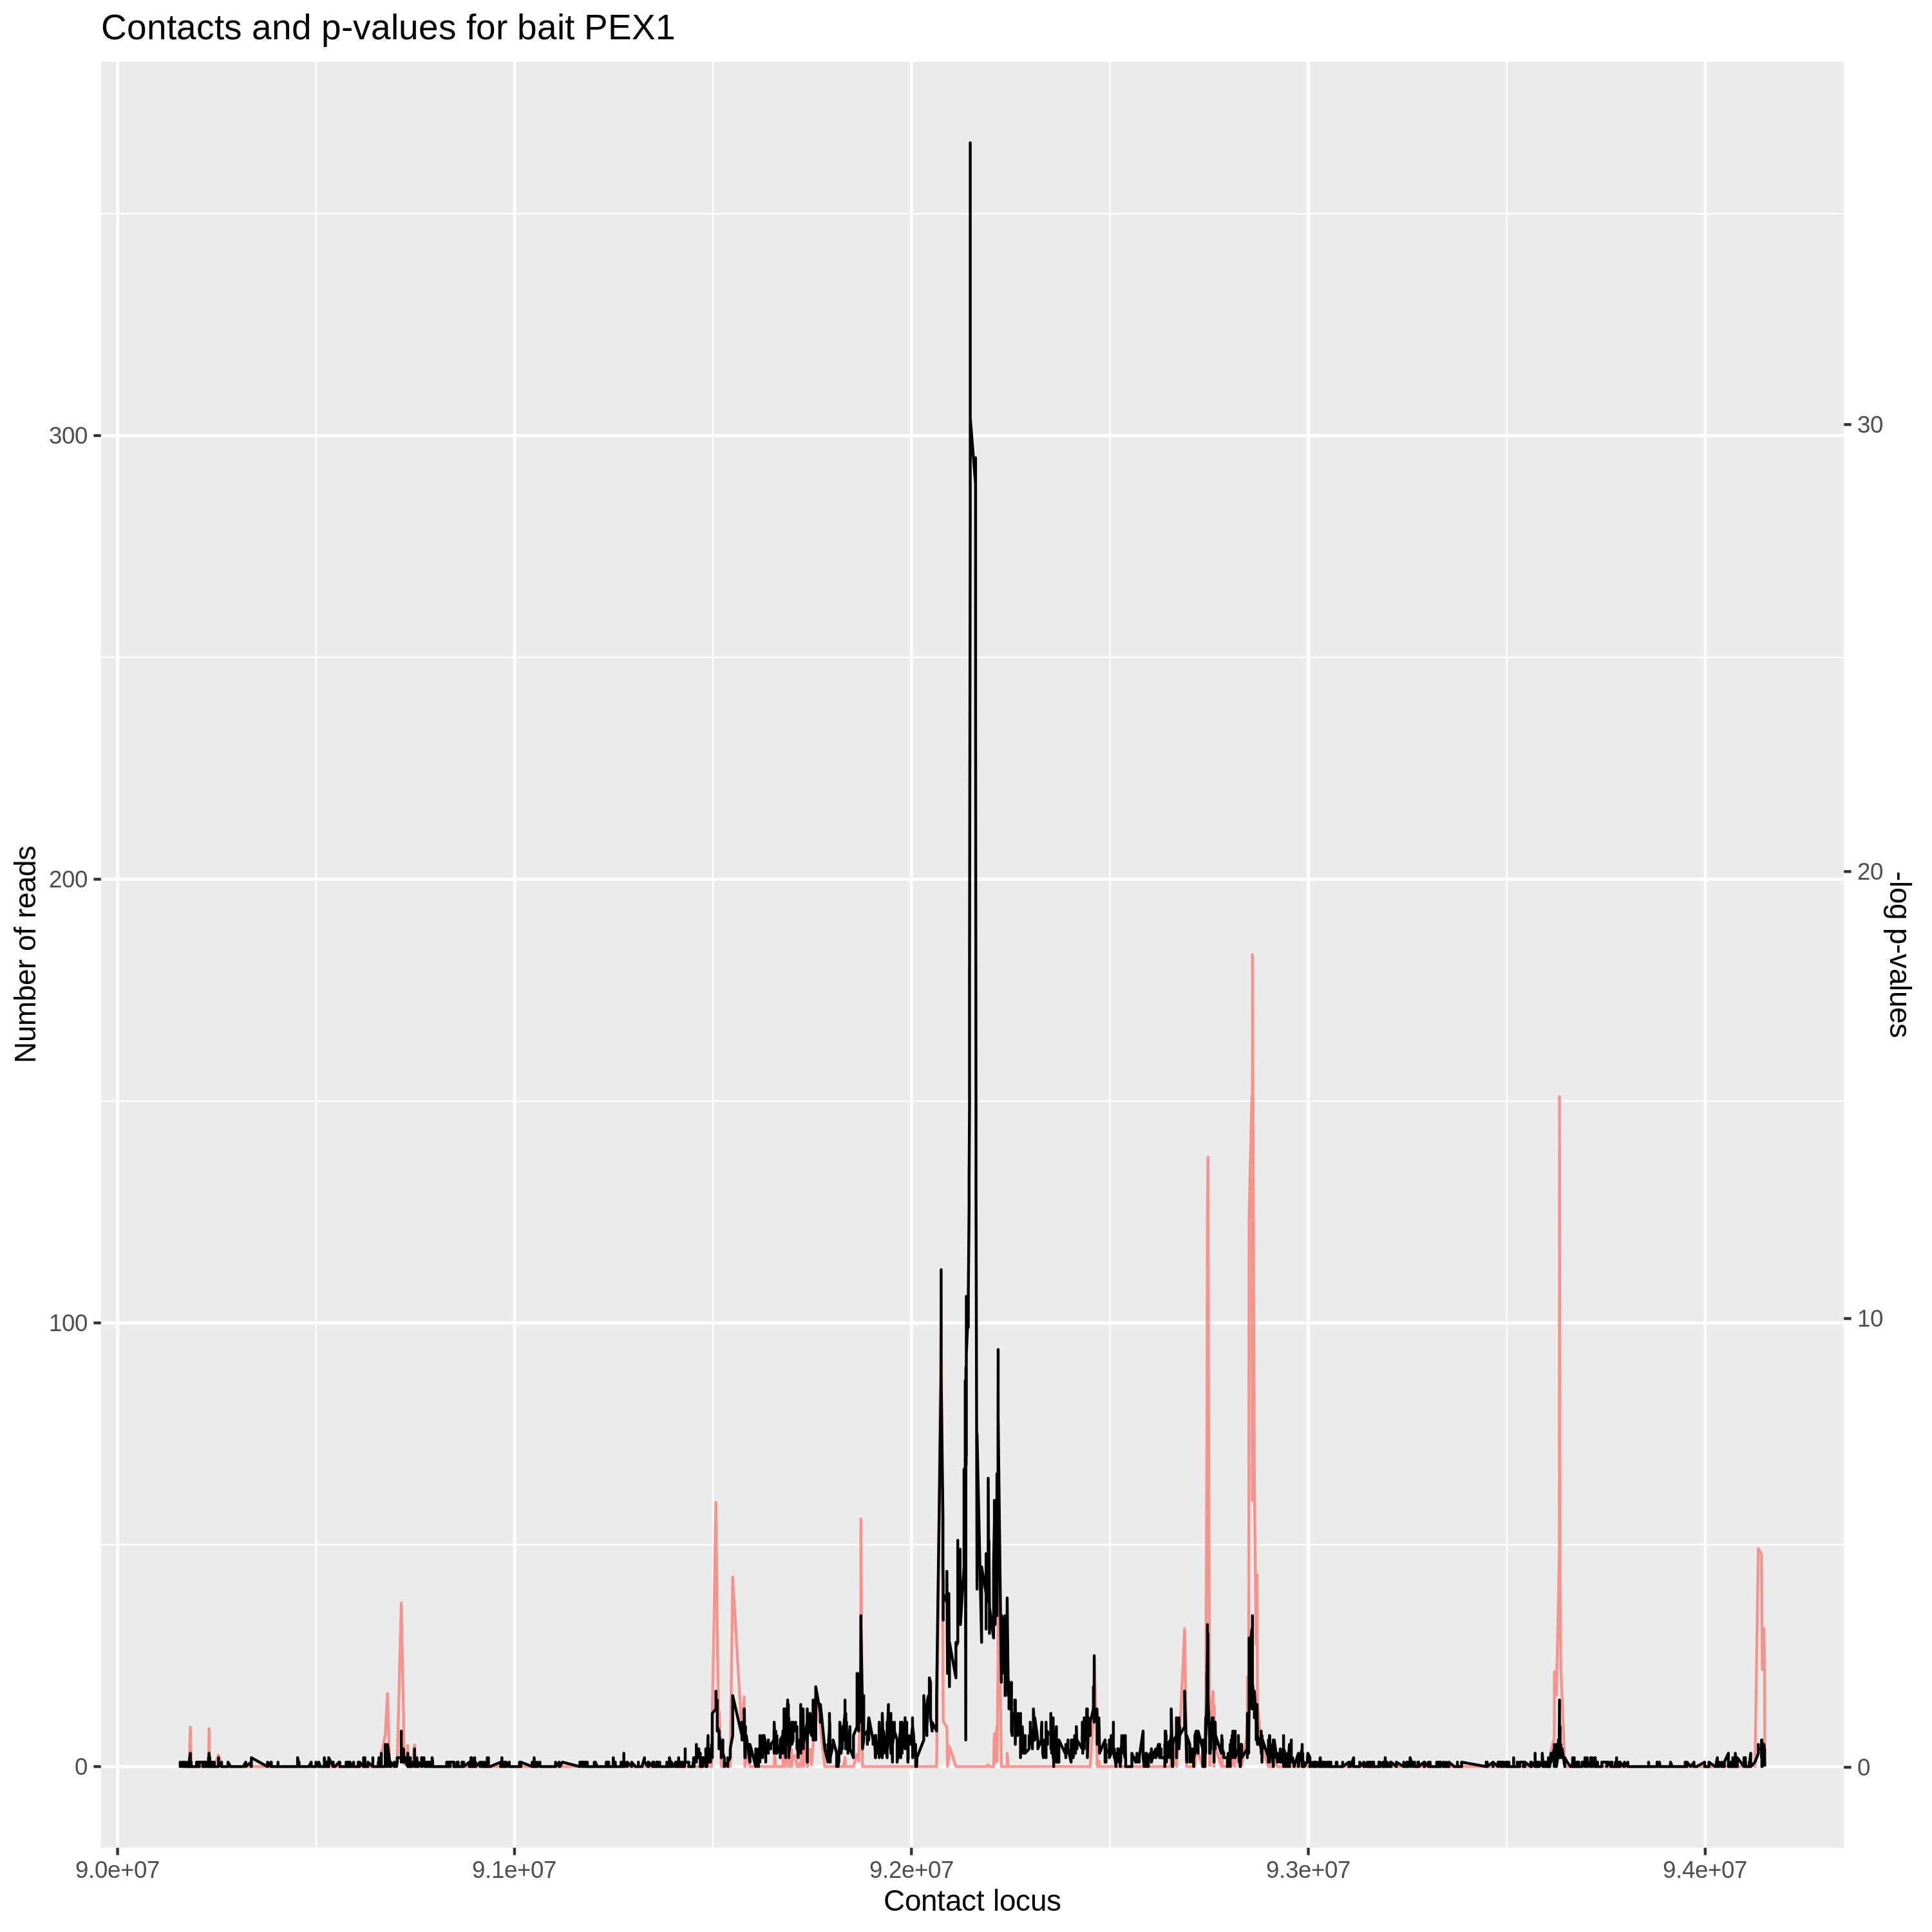 Contacts and p-values for bait PEX1
Number of reads
300
200
100
0
30
20
10
0
-log p-values
9.0e+07
9.1e+07
9.2e+07
9.3e+07
9.4e+07
Contact locus